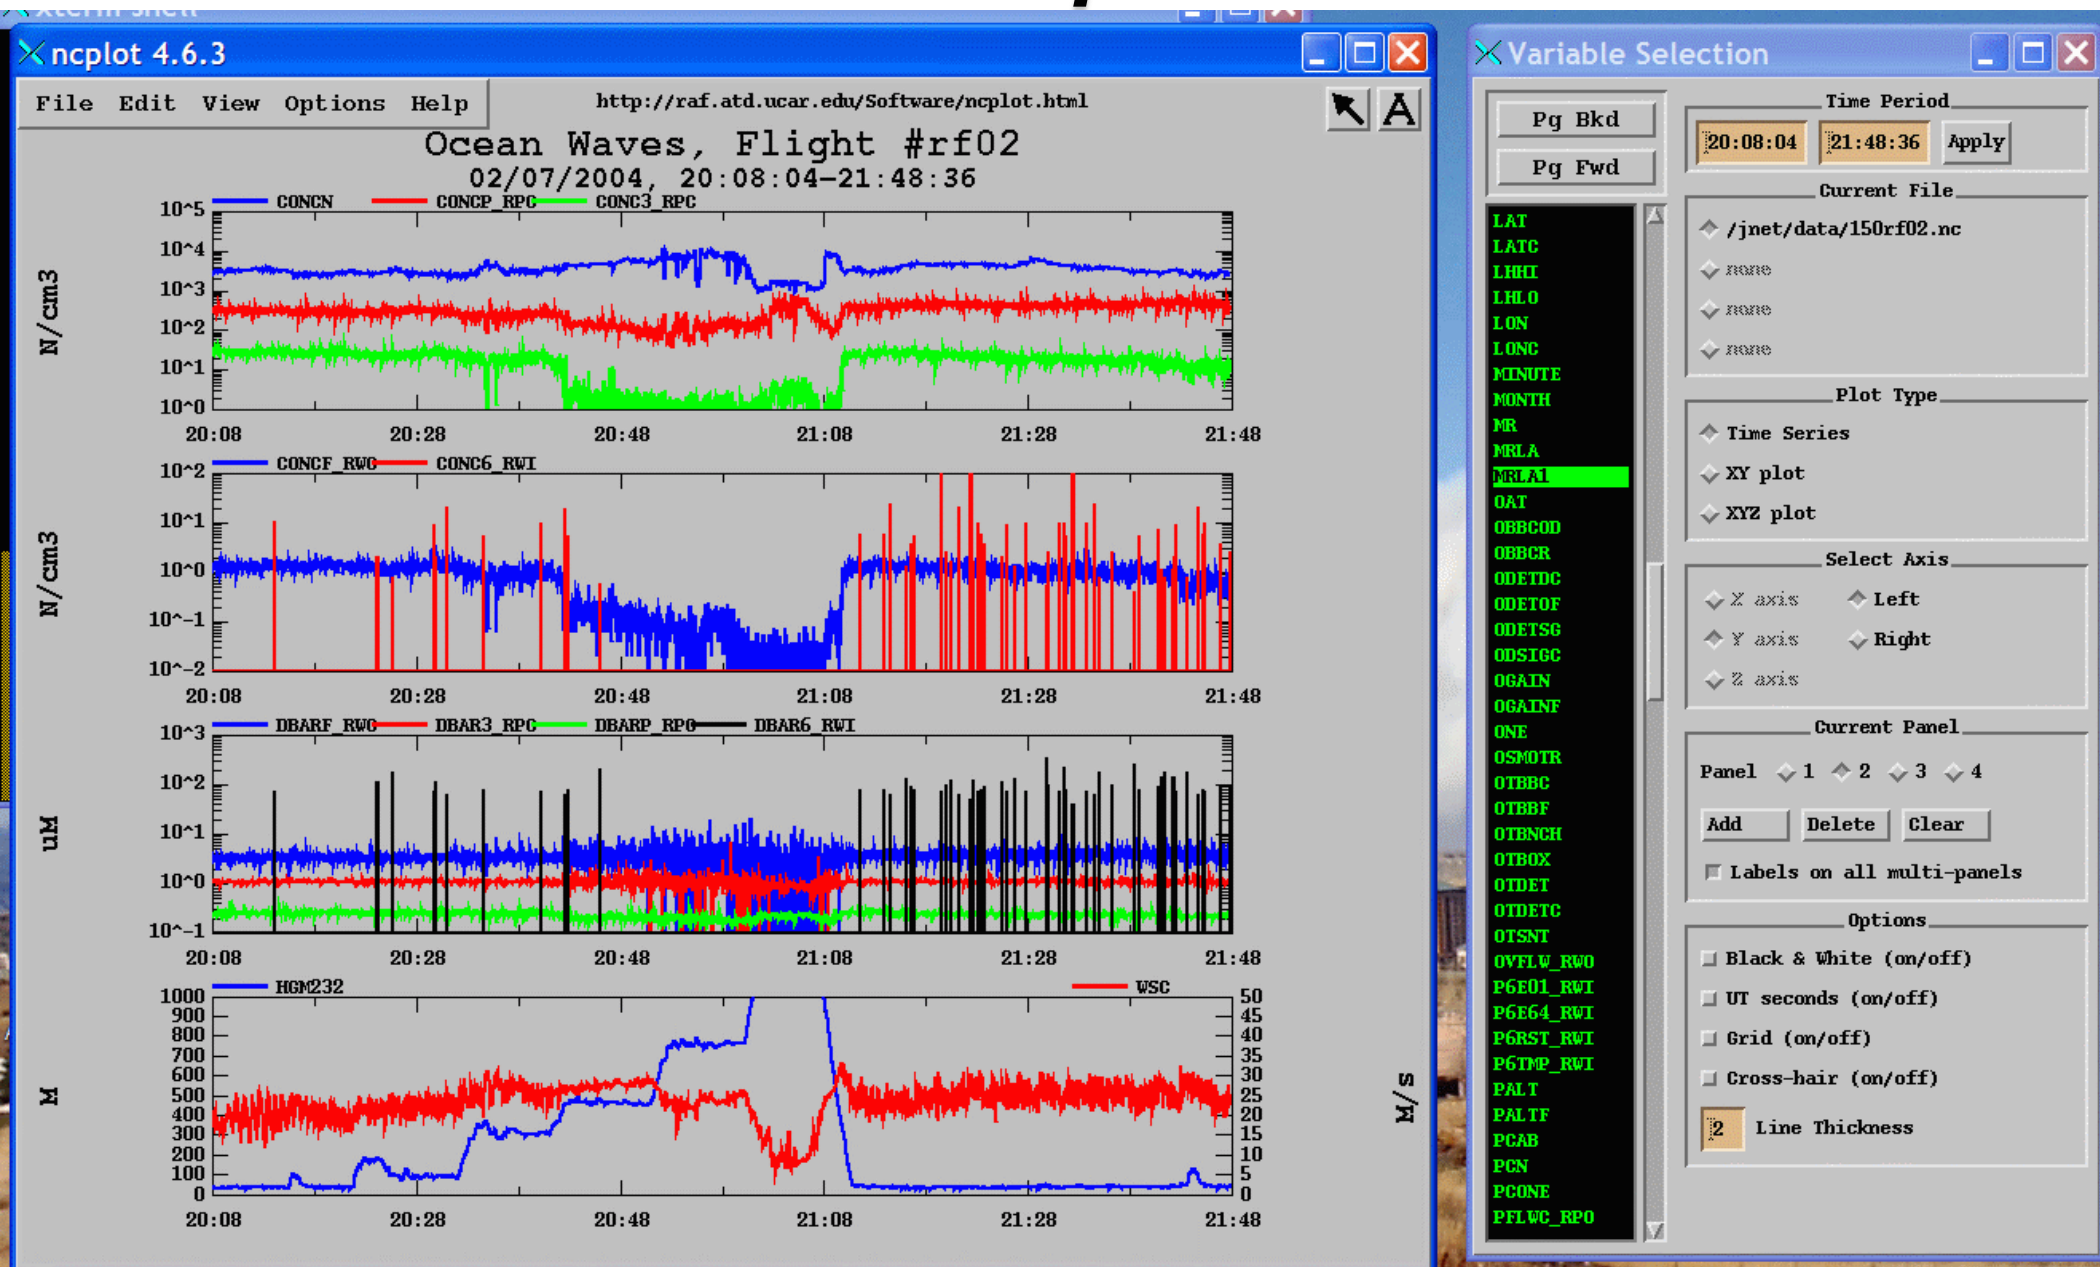 ncplot 4.6.3
File Edit View Options Help
http://raf.atd.ucar.edu/Software/ncplot.html
A
Ocean Waves, Flight #rf02
02/07/2004, 20:08:04-21:48:36
CONCN CONCP_RPC CONC3_RPC
N/cm3
10^5
10^4
10^3
10^2
10^1
10^0
20:08 20:28 20:48 21:08 21:28 21:48
CONCF_RWO CONC6_RWI
N/cm3
10^2
10^1
10^0
10^-1
10^-2
20:08 20:28 20:48 21:08 21:28 21:48
DBARF_RWO DBAR3_RPC DBARP_RPO DBAR6_RWI
uM
10^3
10^2
10^1
10^0
10^-1
20:08 20:28 20:48 21:08 21:28 21:48
HGM232 WSC
M
1000
900
800
700
600
500
400
300
200
100
0
50
45
40
35
30
25
20
15
10
5
0
M/s
20:08 20:28 20:48 21:08 21:28 21:48
Variable Selection
Pg Bkd
Pg Fwd
LAT
LATC
LHHI
LHLO
LON
LONC
MINUTE
MONTH
MR
MRLA
MRLA1
OAT
OBBCOD
OBBCR
ODETDC
ODETOF
ODETSG
ODSIGC
OGAIN
OGAINF
ONE
OSMOTR
OTBBC
OTBBF
OTBNCH
OTBOX
OTDET
OTDETC
OTSNT
OVFLW_RWO
P6E01_RWI
P6E64_RWI
P6RST_RWI
P6TMP_RWI
PALT
PALTF
PCAB
PCN
PCONE
PFLWC_RPO
Time Period
20:08:04 21:48:36 Apply
Current File
/jnet/data/150rf02.nc
none
none
none
Plot Type
Time Series
XY plot
XYZ plot
Select Axis
X axis Left
Y axis Right
Z axis
Current Panel
Panel 1 2 3 4
Add Delete Clear
Labels on all multi-panels
Options
Black & White (on/off)
UT seconds (on/off)
Grid (on/off)
Cross-hair (on/off)
2 Line Thickness